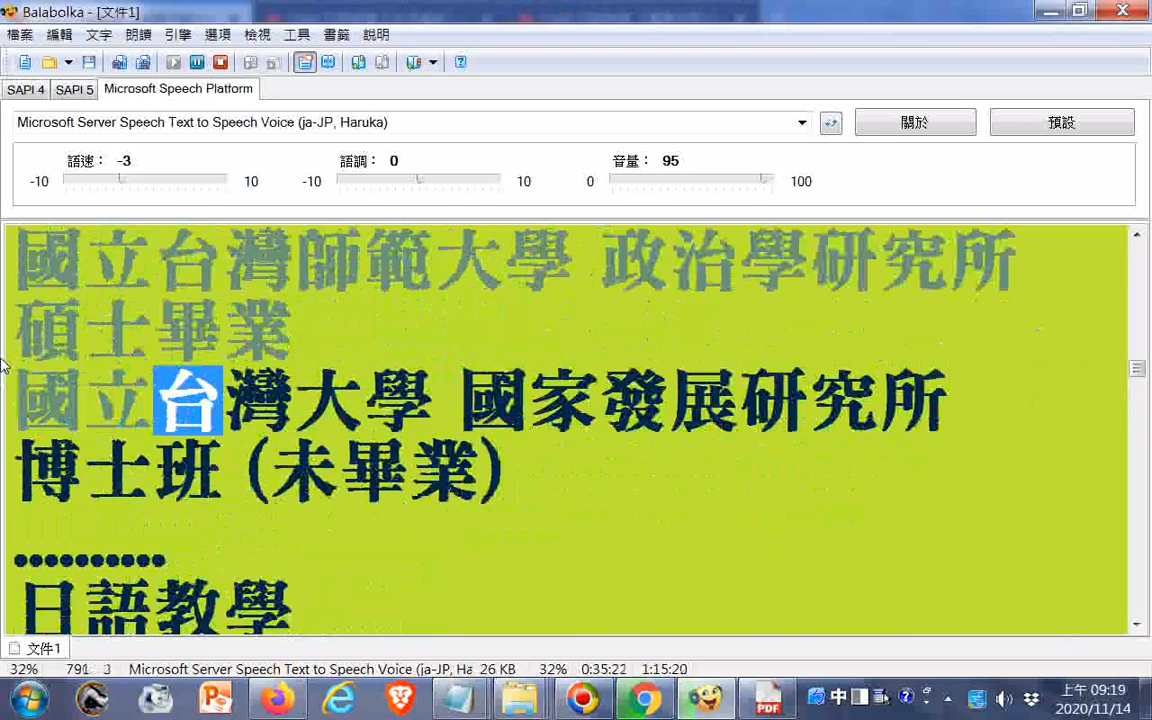 Balabolka - [文件1]
檔案 編輯 文字 朗讀 引擎 選項 檢視 工具 書籤 說明
SAPI 4 SAPI 5 Microsoft Speech Platform
Microsoft Server Speech Text to Speech Voice (ja-JP, Haruka) 關於 預設
語速： -3 語調： 0 音量： 95
-10 10 -10 10 0 100
國立台灣師範大學 政治學研究所
碩士畢業
國立台灣大學 國家發展研究所
博士班 (未畢業)
●●●●●●●●●●
日語教學
文件1
32% 791 3 Microsoft Server Speech Text to Speech Voice (ja-JP, Ha 26 KB 32% 0:35:22 1:15:20
PDF 中 上午 09:19
2020/11/14